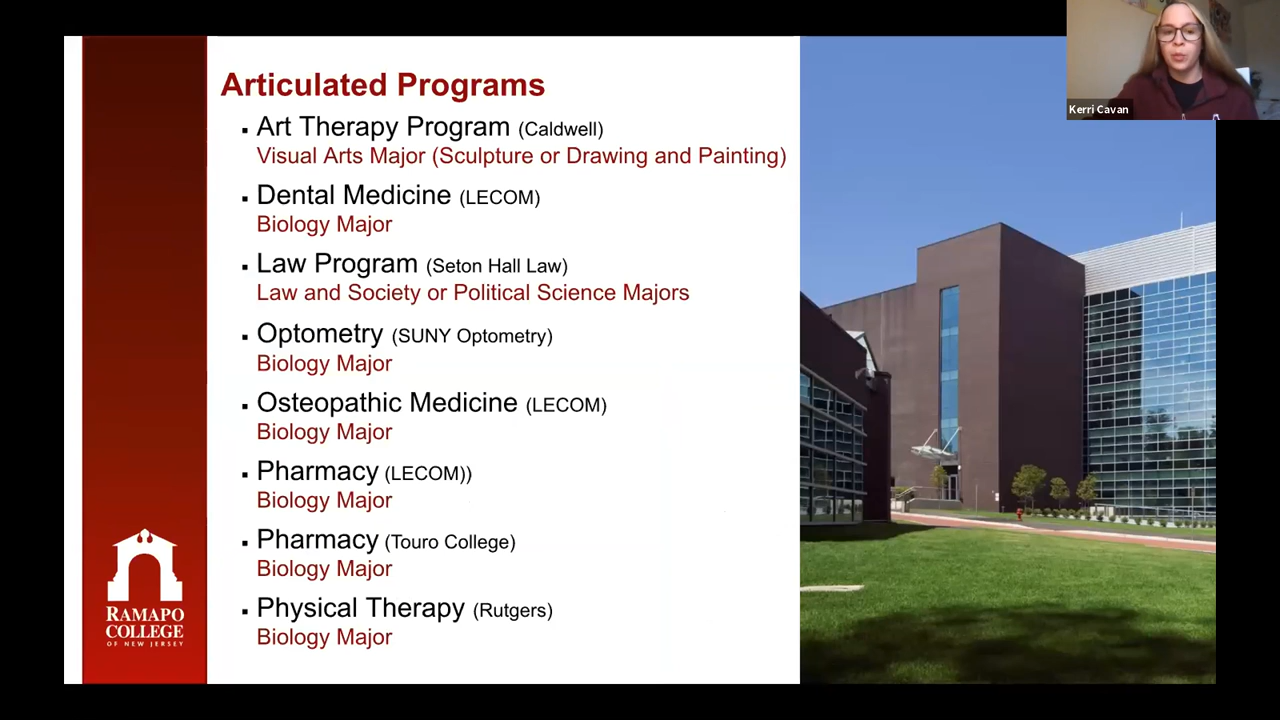 Articulated Programs
▪ Art Therapy Program (Caldwell)
Visual Arts Major (Sculpture or Drawing and Painting)
▪ Dental Medicine (LECOM)
Biology Major
▪ Law Program (Seton Hall Law)
Law and Society or Political Science Majors
▪ Optometry (SUNY Optometry)
Biology Major
▪ Osteopathic Medicine (LECOM)
Biology Major
▪ Pharmacy (LECOM))
Biology Major
▪ Pharmacy (Touro College)
Biology Major
▪ Physical Therapy (Rutgers)
Biology Major
RAMAPO
COLLEGE
OF NEW JERSEY
Kerri Cavan